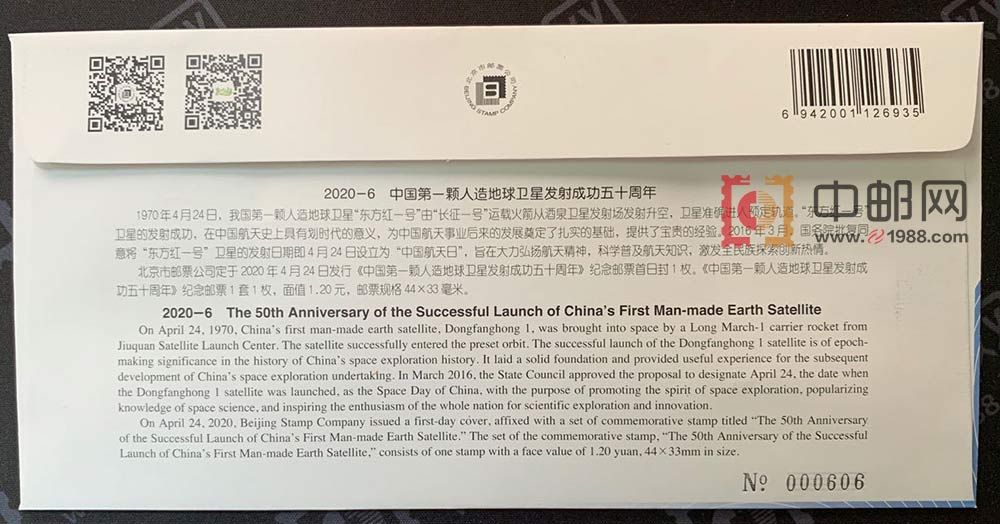 北京市邮票公司
BEIJING STAMP COMPANY
6 942001 126935
2020-6 中国第一颗人造地球卫星发射成功五十周年
1970年4月24日，我国第一颗人造地球卫星“东方红一号”由“长征一号”运载火箭从酒泉卫星发射场发射升空，卫星准确进入预定轨道。“东方红一号”
卫星的发射成功，在中国航天史上具有划时代的意义，为中国航天事业后来的发展奠定了扎实的基础，提供了宝贵的经验。2016年3月，国务院批复同
意将“东方红一号”卫星的发射日期即4月24日设立为“中国航天日”，旨在大力弘扬航天精神，科学普及航天知识，激发全民族探索创新热情。
北京市邮票公司定于2020年4月24日发行《中国第一颗人造地球卫星发射成功五十周年》纪念邮票首日封1枚。《中国第一颗人造地球卫星发射成
功五十周年》纪念邮票1套1枚，面值1.20元，邮票规格44×33毫米。
中邮网
www.e1988.com
2020-6 The 50th Anniversary of the Successful Launch of China's First Man-made Earth Satellite
On April 24, 1970, China's first man-made earth satellite, Dongfanghong 1, was brought into space by a Long March-1 carrier rocket from
Jiuquan Satellite Launch Center. The satellite successfully entered the preset orbit. The successful launch of the Dongfanghong 1 satellite is of epoch-
making significance in the history of China's space exploration history. It laid a solid foundation and provided useful experience for the subsequent
development of China's space exploration undertaking. In March 2016, the State Council approved the proposal to designate April 24, the date when
the Dongfanghong 1 satellite was launched, as the Space Day of China, with the purpose of promoting the spirit of space exploration, popularizing
knowledge of space science, and inspiring the enthusiasm of the whole nation for scientific exploration and innovation.
On April 24, 2020, Beijing Stamp Company issued a first-day cover, affixed with a set of commemorative stamp titled “The 50th Anniversary
of the Successful Launch of China's First Man-made Earth Satellite.” The set of the commemorative stamp, “The 50th Anniversary of the Successful
Launch of China's First Man-made Earth Satellite,” consists of one stamp with a face value of 1.20 yuan, 44×33mm in size.
Nº 000606